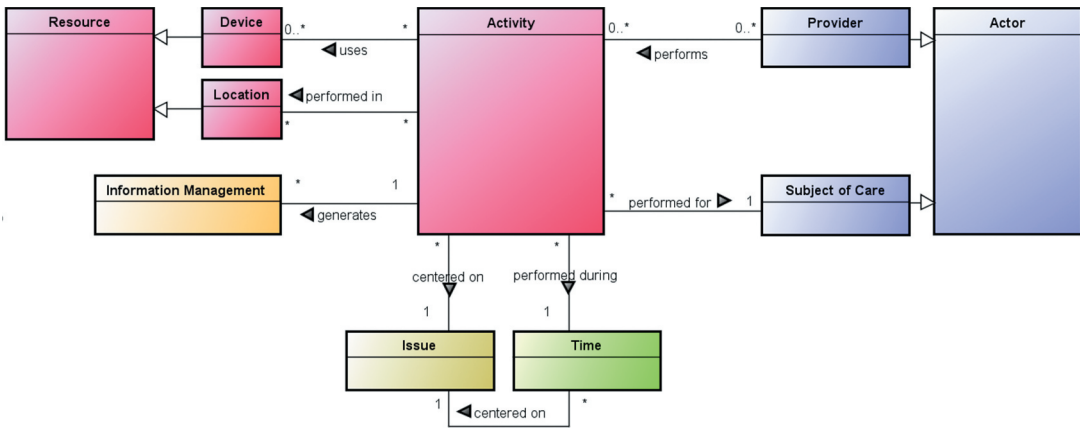 Resource
Device
Activity
Provider
Actor
0..*
*
0..*
0..*
uses
performs
Location
performed in
*
*
Information Management
*
1
generates
Subject of Care
*
performed for
1
*
*
centered on
performed during
1
1
Issue
Time
1
centered on
*